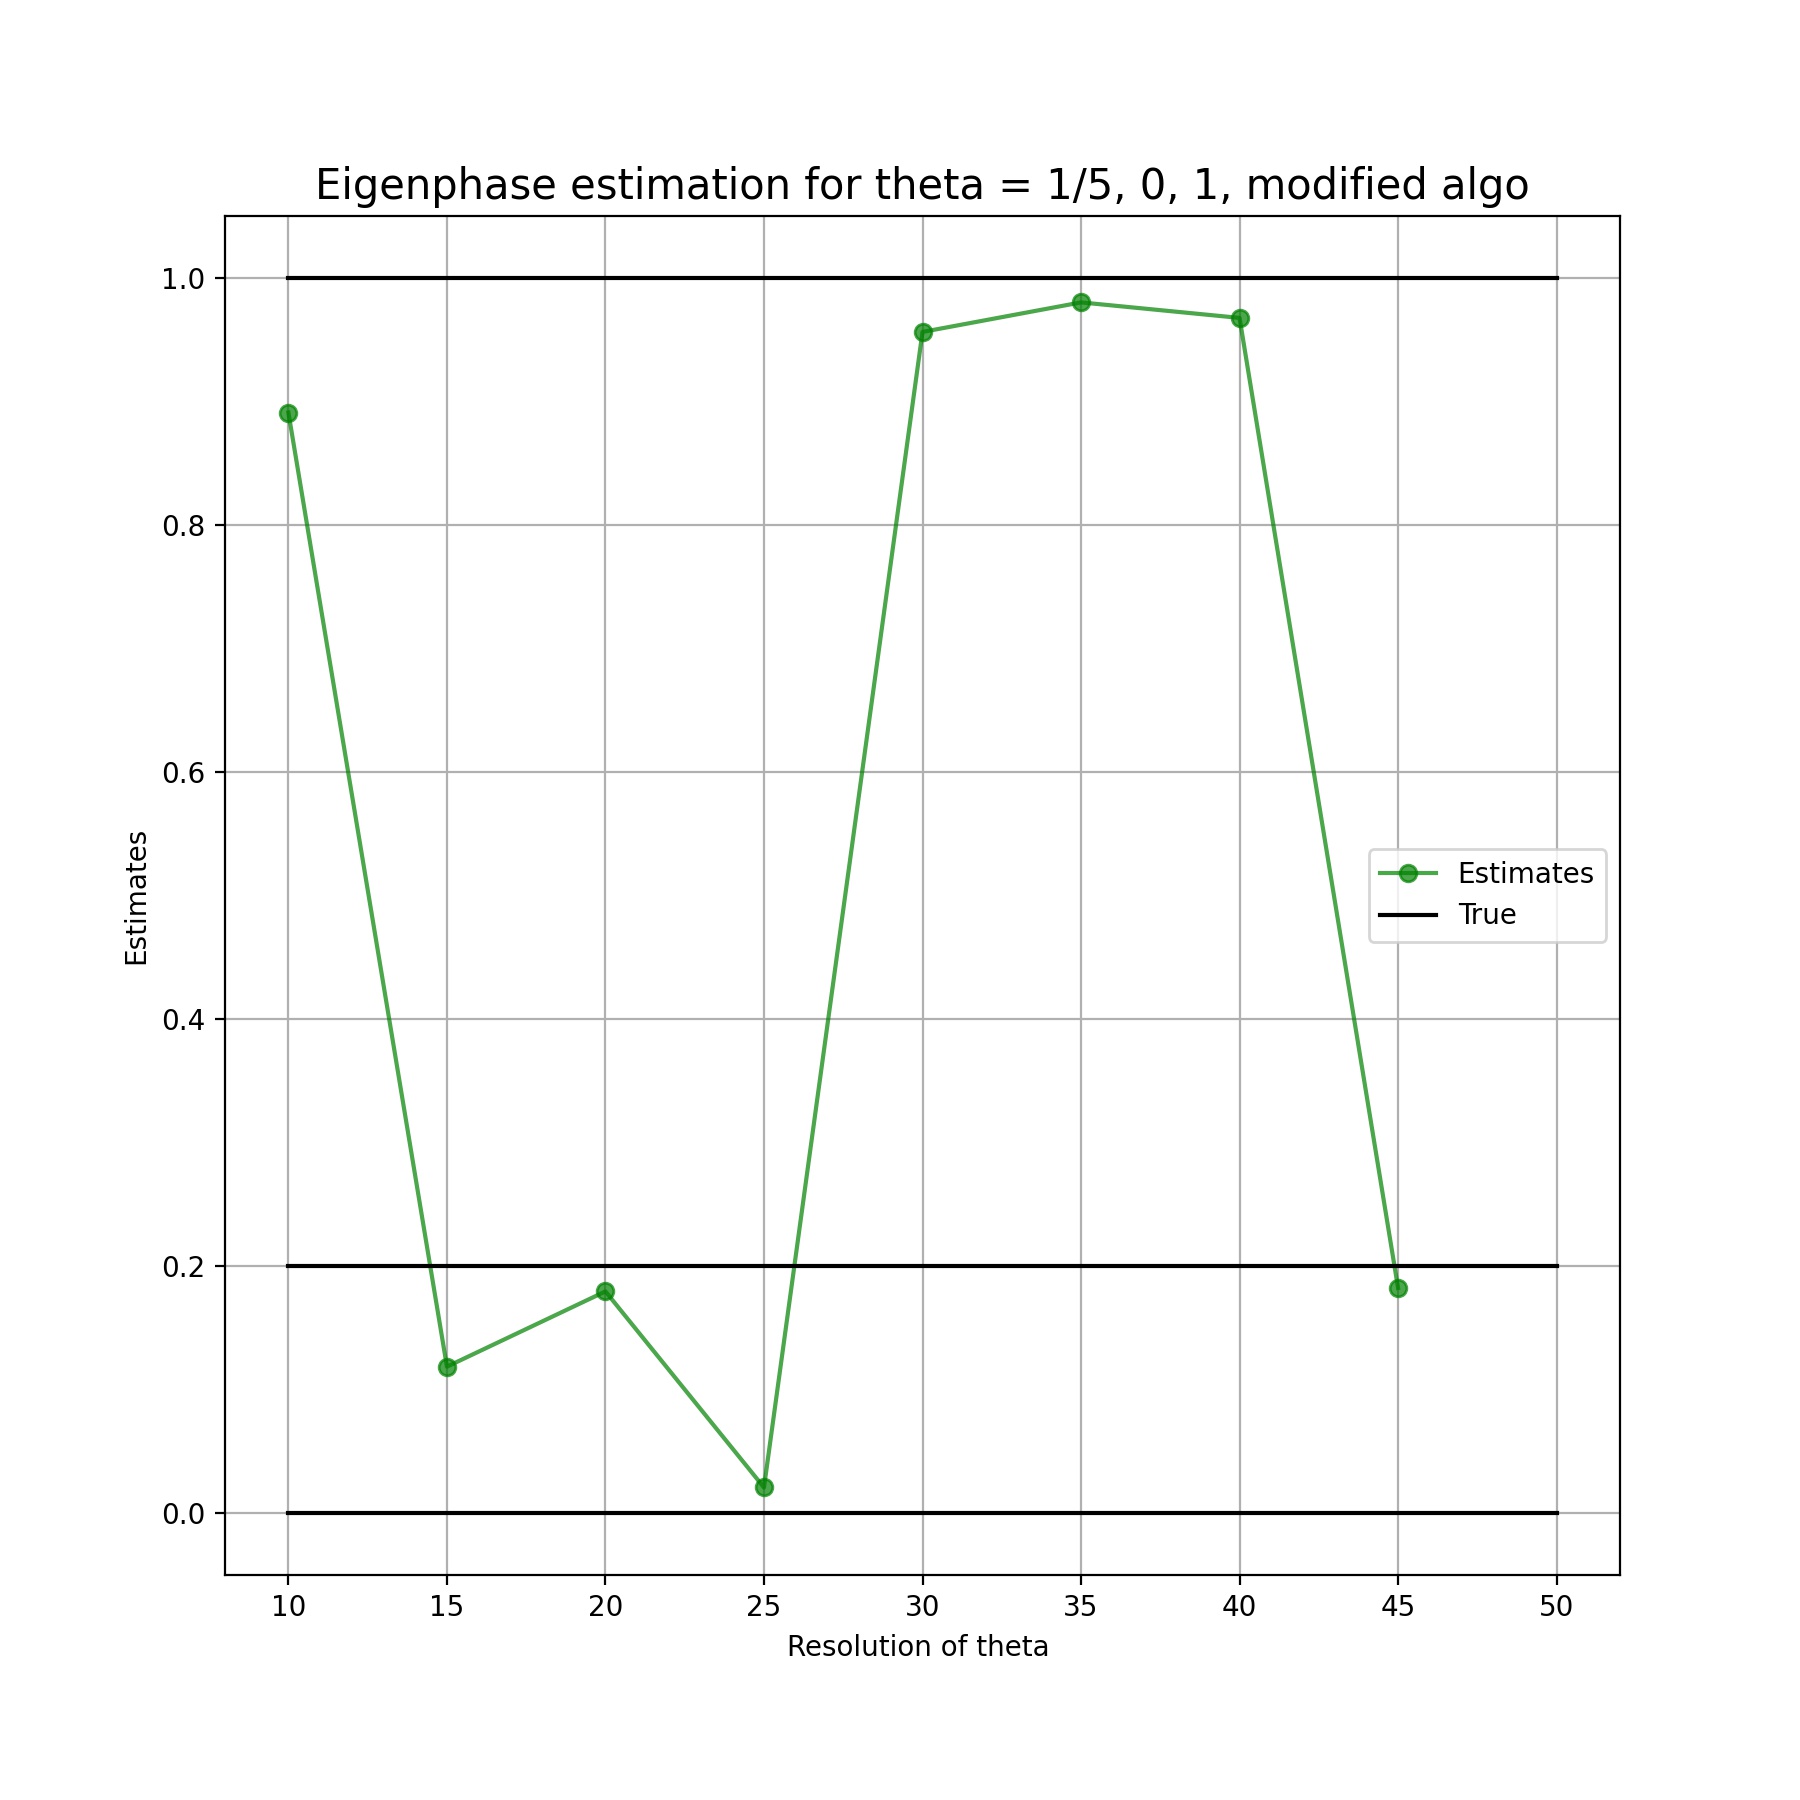 Eigenphase estimation for theta = 1/5, 0, 1, modified algo
1.0
0.8
0.6
0.4
0.2
0.0
Estimates
Estimates
True
10 15 20 25 30 35 40 45 50
Resolution of theta